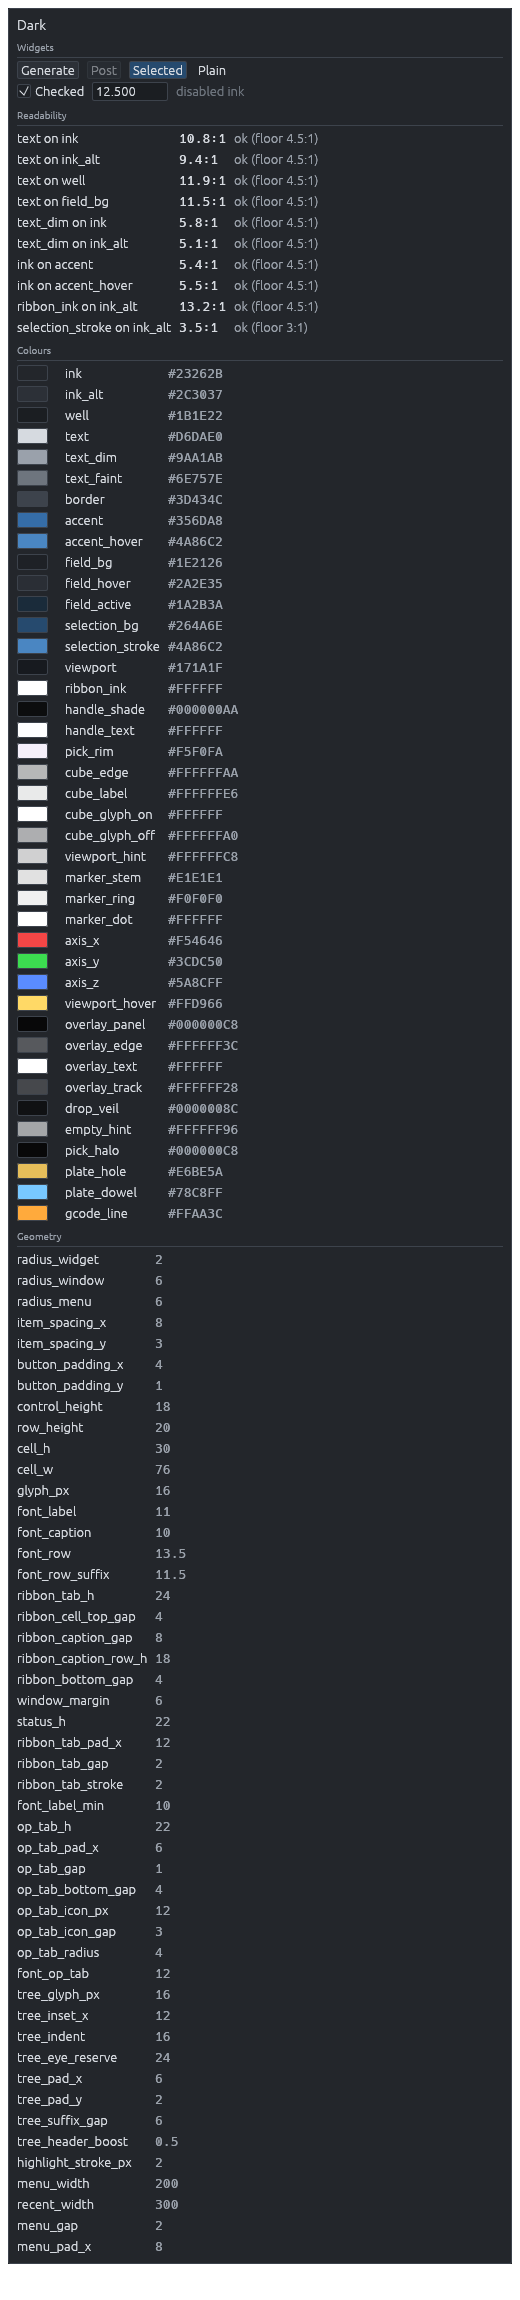 Dark
Widgets
Generate Post Selected Plain
Checked 12.500 disabled ink
Readability
text on ink 10.8:1 ok (floor 4.5:1)
text on ink_alt 9.4:1 ok (floor 4.5:1)
text on well 11.9:1 ok (floor 4.5:1)
text on field_bg 11.5:1 ok (floor 4.5:1)
text_dim on ink 5.8:1 ok (floor 4.5:1)
text_dim on ink_alt 5.1:1 ok (floor 4.5:1)
ink on accent 5.4:1 ok (floor 4.5:1)
ink on accent_hover 5.5:1 ok (floor 4.5:1)
ribbon_ink on ink_alt 13.2:1 ok (floor 4.5:1)
selection_stroke on ink_alt 3.5:1 ok (floor 3:1)
Colours
ink #23262B
ink_alt #2C3037
well #1B1E22
text #D6DAE0
text_dim #9AA1AB
text_faint #6E757E
border #3D434C
accent #356DA8
accent_hover #4A86C2
field_bg #1E2126
field_hover #2A2E35
field_active #1A2B3A
selection_bg #264A6E
selection_stroke #4A86C2
viewport #171A1F
ribbon_ink #FFFFFF
handle_shade #000000AA
handle_text #FFFFFF
pick_rim #F5F0FA
cube_edge #FFFFFFAA
cube_label #FFFFFFE6
cube_glyph_on #FFFFFF
cube_glyph_off #FFFFFFA0
viewport_hint #FFFFFFC8
marker_stem #E1E1E1
marker_ring #F0F0F0
marker_dot #FFFFFF
axis_x #F54646
axis_y #3CDC50
axis_z #5A8CFF
viewport_hover #FFD966
overlay_panel #000000C8
overlay_edge #FFFFFF3C
overlay_text #FFFFFF
overlay_track #FFFFFF28
drop_veil #0000008C
empty_hint #FFFFFF96
pick_halo #000000C8
plate_hole #E6BE5A
plate_dowel #78C8FF
gcode_line #FFAA3C
Geometry
radius_widget 2
radius_window 6
radius_menu 6
item_spacing_x 8
item_spacing_y 3
button_padding_x 4
button_padding_y 1
control_height 18
row_height 20
cell_h 30
cell_w 76
glyph_px 16
font_label 11
font_caption 10
font_row 13.5
font_row_suffix 11.5
ribbon_tab_h 24
ribbon_cell_top_gap 4
ribbon_caption_gap 8
ribbon_caption_row_h 18
ribbon_bottom_gap 4
window_margin 6
status_h 22
ribbon_tab_pad_x 12
ribbon_tab_gap 2
ribbon_tab_stroke 2
font_label_min 10
op_tab_h 22
op_tab_pad_x 6
op_tab_gap 1
op_tab_bottom_gap 4
op_tab_icon_px 12
op_tab_icon_gap 3
op_tab_radius 4
font_op_tab 12
tree_glyph_px 16
tree_inset_x 12
tree_indent 16
tree_eye_reserve 24
tree_pad_x 6
tree_pad_y 2
tree_suffix_gap 6
tree_header_boost 0.5
highlight_stroke_px 2
menu_width 200
recent_width 300
menu_gap 2
menu_pad_x 8